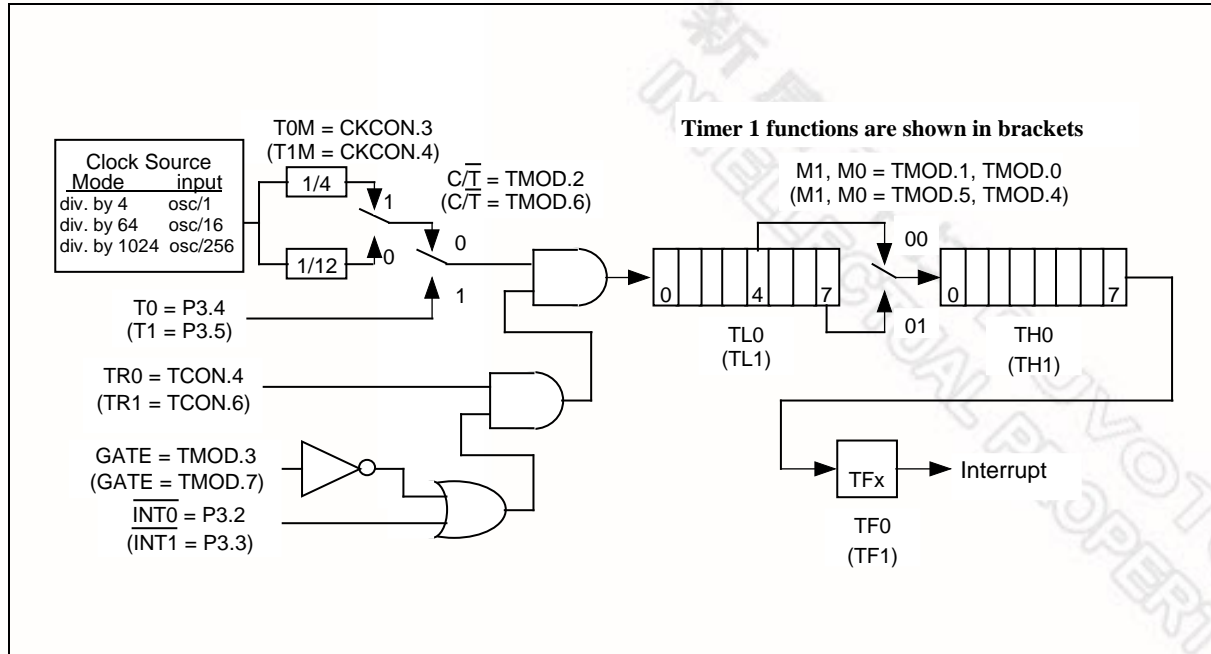 Timer 1 functions are shown in brackets
T0M = CKCON.3
(T1M = CKCON.4)
M1, M0 = TMOD.1, TMOD.0
(M1, M0 = TMOD.5, TMOD.4)
Clock Source
Mode input
div. by 4 osc/1
div. by 64 osc/16
div. by 1024 osc/256
1/4
1/12
1
0
C/T̅ = TMOD.2
(C/T̅ = TMOD.6)
0
1
T0 = P3.4
(T1 = P3.5)
0 4 7
TL0
(TL1)
00
01
0 7
TH0
(TH1)
TR0 = TCON.4
(TR1 = TCON.6)
GATE = TMOD.3
(GATE = TMOD.7)
I̅N̅T̅0̅ = P3.2
(I̅N̅T̅1̅ = P3.3)
TFx
Interrupt
TF0
(TF1)